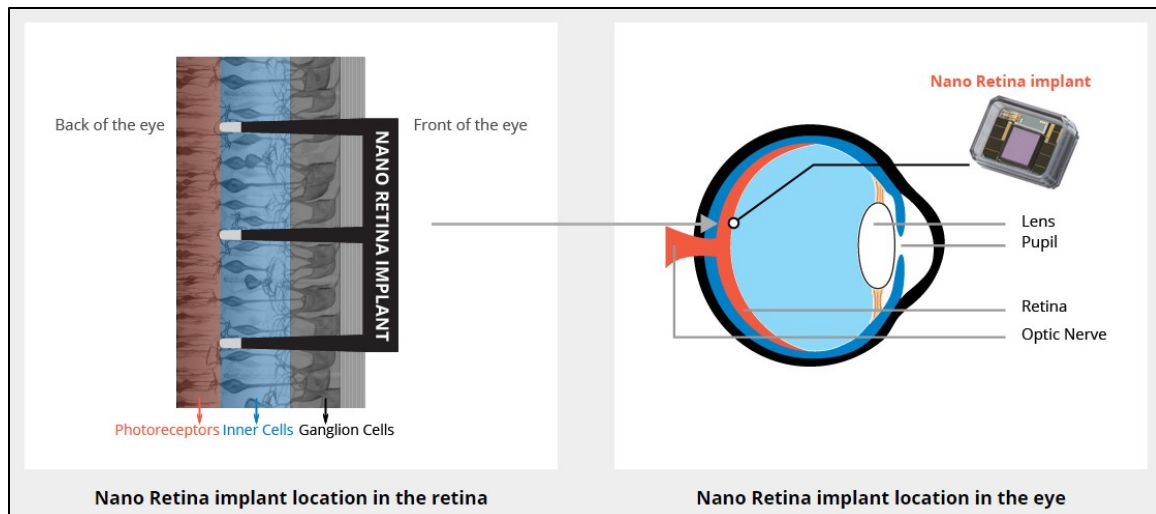 Back of the eye
NANO RETINA IMPLANT
Front of the eye
Photoreceptors Inner Cells Ganglion Cells
Nano Retina implant location in the retina
Nano Retina implant
Lens
Pupil
Retina
Optic Nerve
Nano Retina implant location in the eye